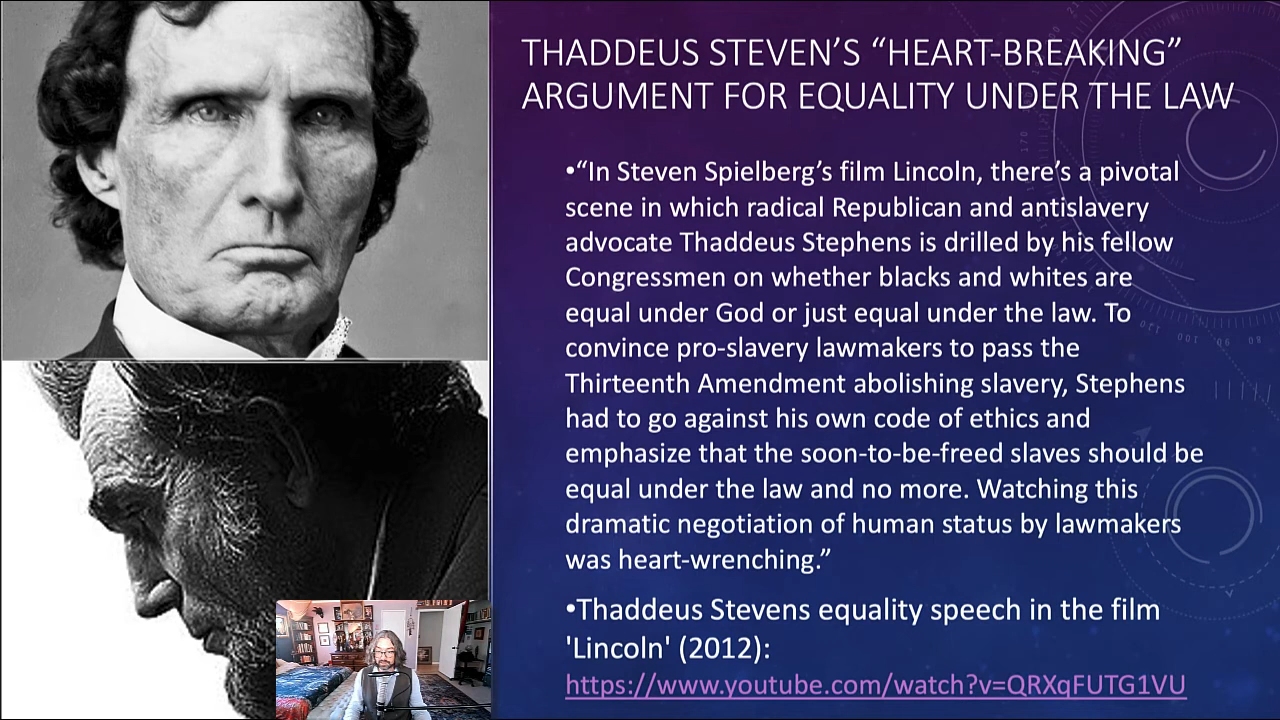 THADDEUS STEVEN’S “HEART-BREAKING”
ARGUMENT FOR EQUALITY UNDER THE LAW
•“In Steven Spielberg’s film Lincoln, there’s a pivotal
scene in which radical Republican and antislavery
advocate Thaddeus Stephens is drilled by his fellow
Congressmen on whether blacks and whites are
equal under God or just equal under the law. To
convince pro-slavery lawmakers to pass the
Thirteenth Amendment abolishing slavery, Stephens
had to go against his own code of ethics and
emphasize that the soon-to-be-freed slaves should be
equal under the law and no more. Watching this
dramatic negotiation of human status by lawmakers
was heart-wrenching.”
•Thaddeus Stevens equality speech in the film
'Lincoln' (2012):
https://www.youtube.com/watch?v=QRXqFUTG1VU